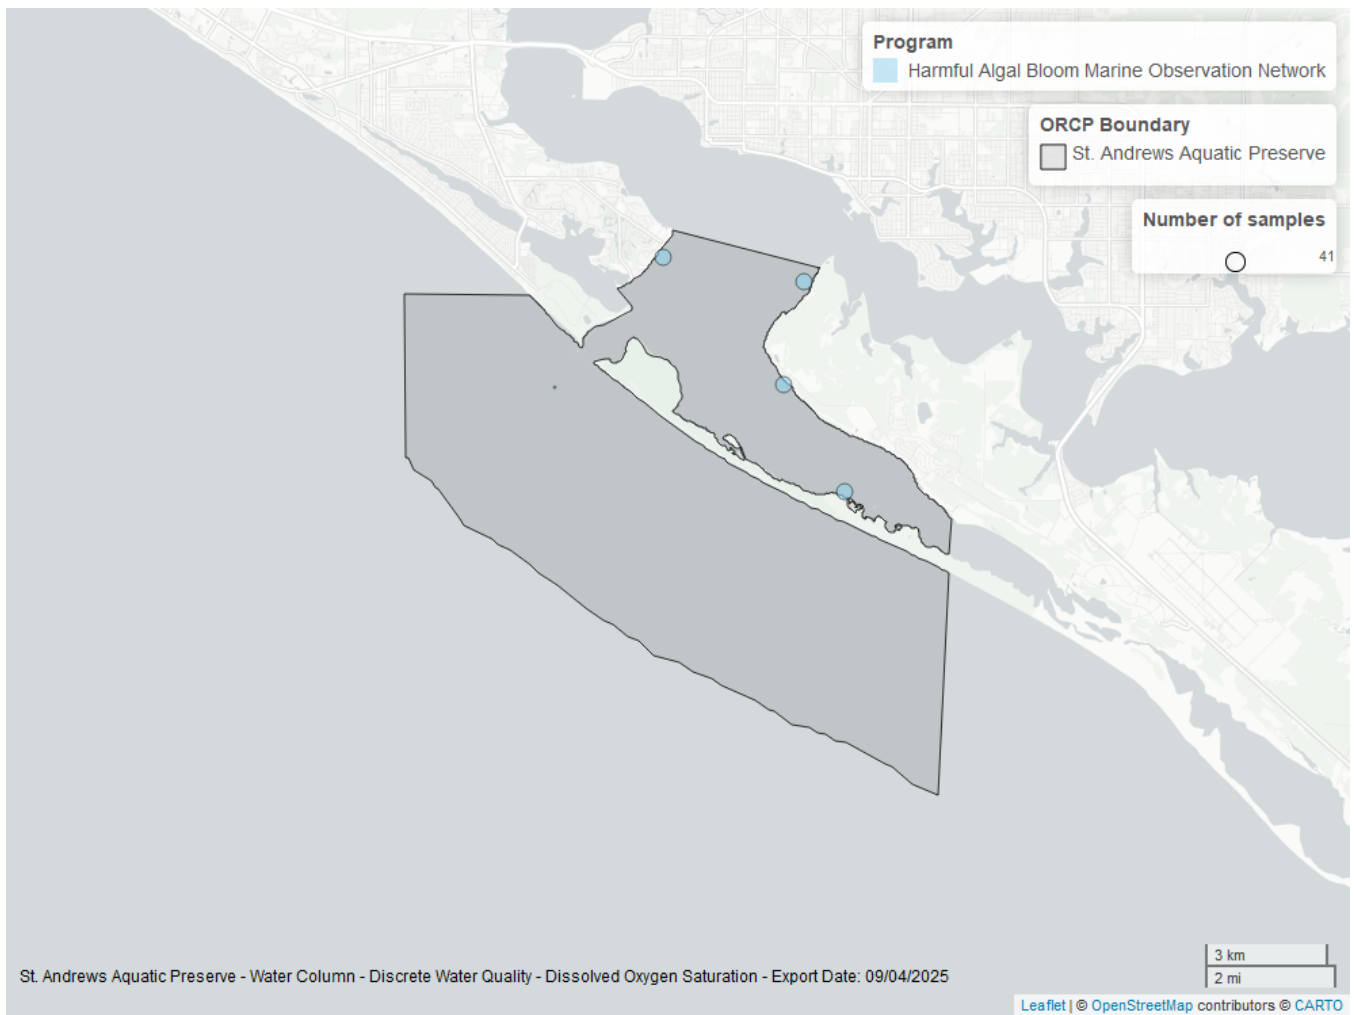 Program
Harmful Algal Bloom Marine Observation Network
ORCP Boundary
St. Andrews Aquatic Preserve
Number of samples
41
St. Andrews Aquatic Preserve - Water Column - Discrete Water Quality - Dissolved Oxygen Saturation - Export Date: 09/04/2025
3 km
2 mi
Leaflet | © OpenStreetMap contributors © CARTO